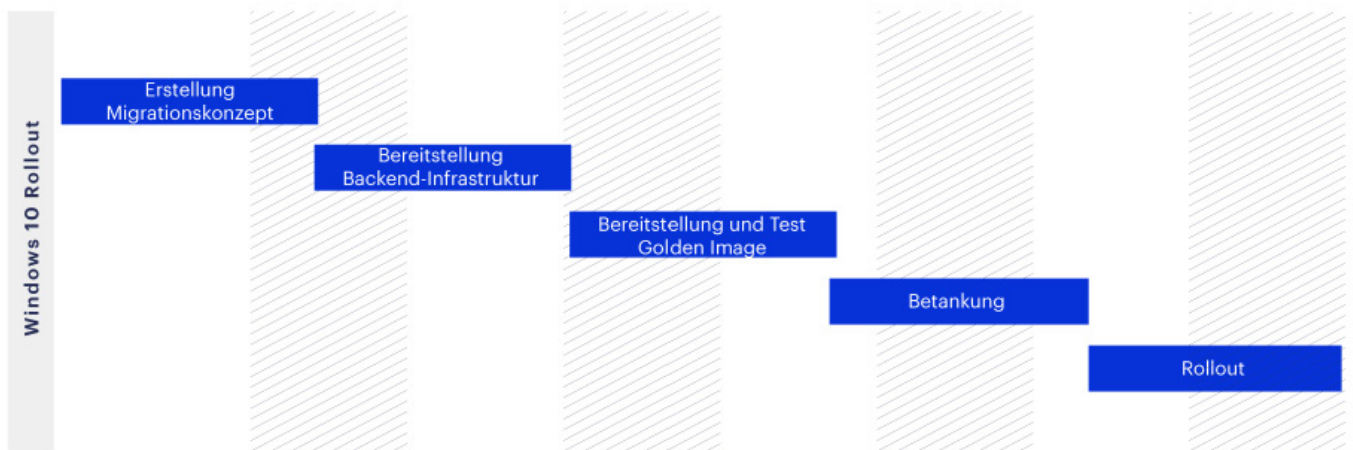 Windows 10 Rollout
Erstellung
Migrationskonzept
Bereitstellung
Backend-Infrastruktur
Bereitstellung und Test
Golden Image
Betankung
Rollout